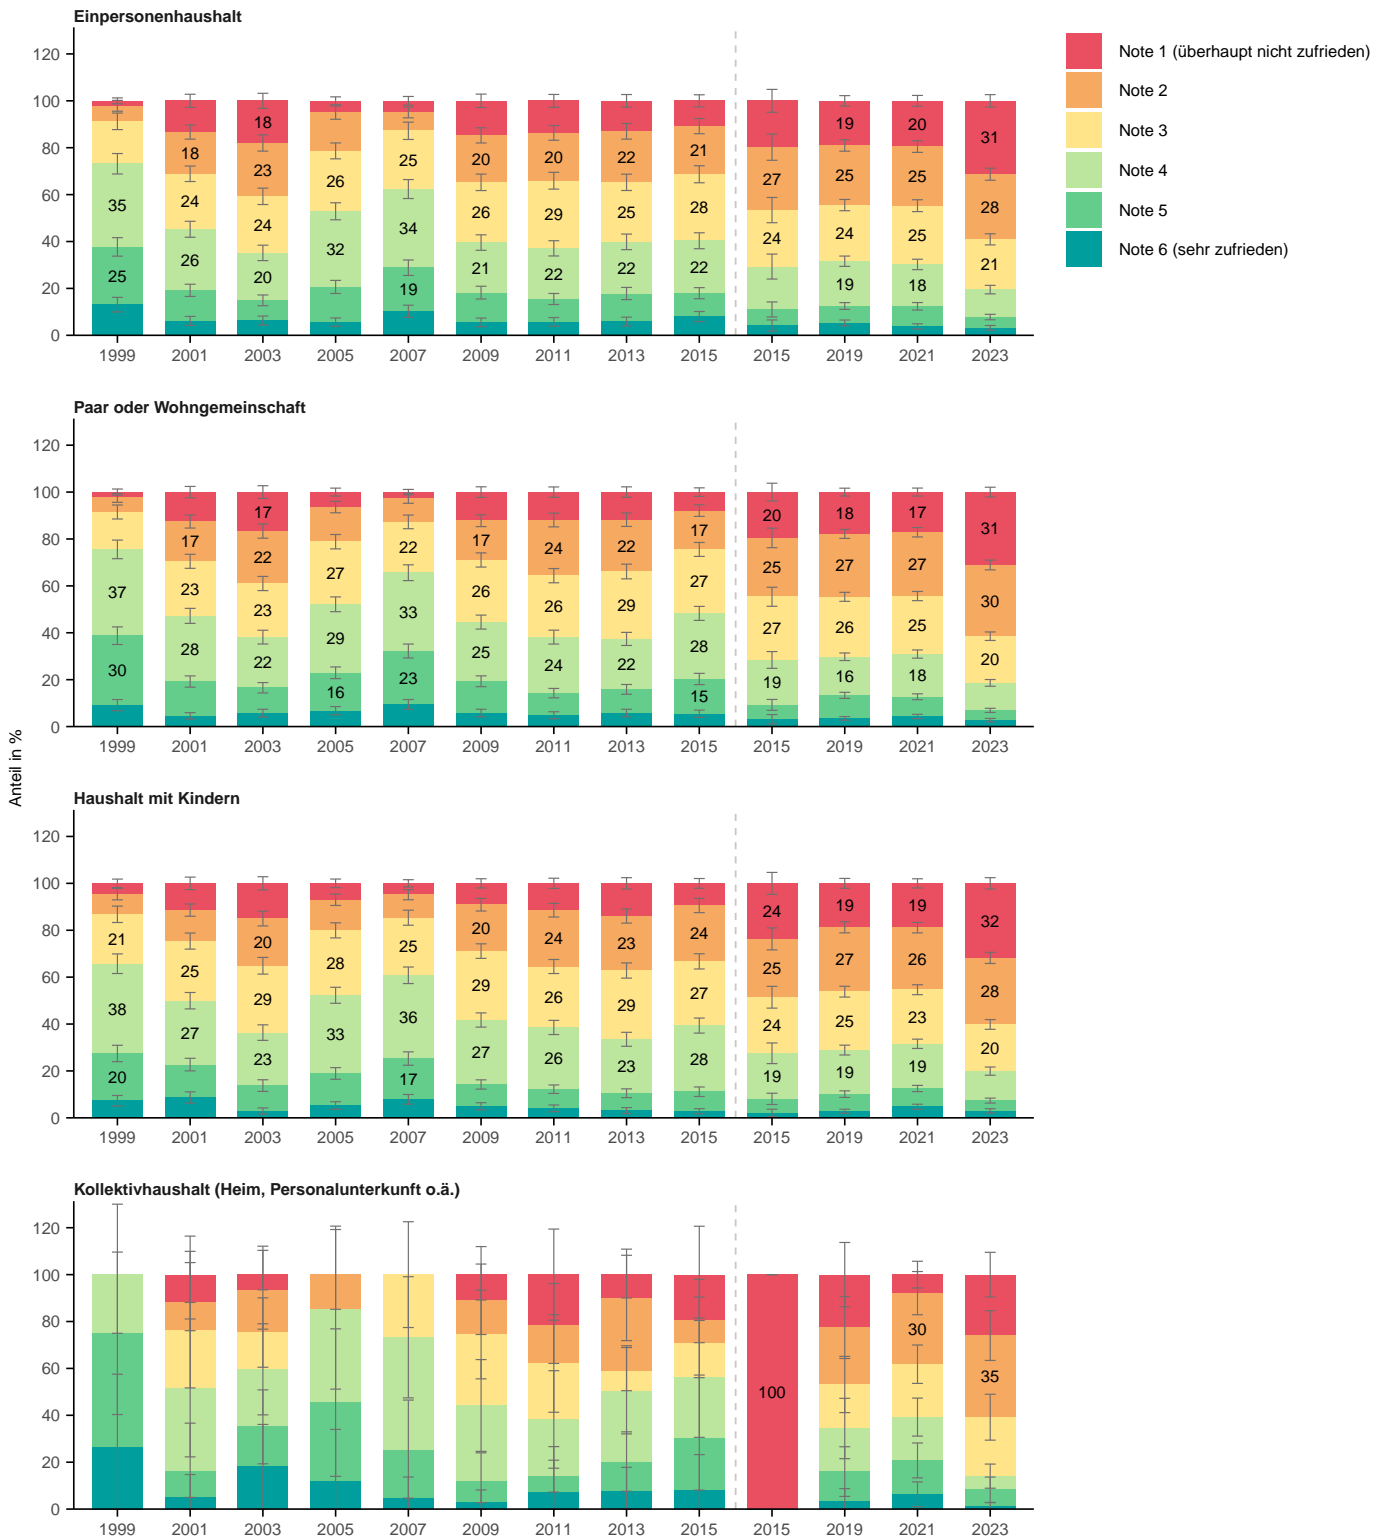 Einpersonenhaushalt
120
100
80
60
40
20
0
35 25
18 24 26
18 23 24 20
26 32
25 34 19
20 26 21
20 29 22
22 25 22
21 28 22
27 24
19 25 24 19
20 25 25 18
31 28 21
1999 2001 2003 2005 2007 2009 2011 2013 2015 2015 2019 2021 2023
Note 1 (überhaupt nicht zufrieden)
Note 2
Note 3
Note 4
Note 5
Note 6 (sehr zufrieden)
Paar oder Wohngemeinschaft
120
100
80
60
40
20
0
37 30
17 23 28
17 22 23 22
27 29 16
22 33 23
17 26 25
24 26 24
22 29 22
17 27 28 15
20 25 27 19
18 27 26 16
17 27 25 18
31 30 20
1999 2001 2003 2005 2007 2009 2011 2013 2015 2015 2019 2021 2023
Anteil in %
Haushalt mit Kindern
120
100
80
60
40
20
0
21 38 20
25 27
20 29 23
28 33
25 36 17
20 29 27
24 26 26
23 29 23
24 27 28
24 25 24 19
19 27 25 19
19 26 23 19
32 28 20
1999 2001 2003 2005 2007 2009 2011 2013 2015 2015 2019 2021 2023
Kollektivhaushalt (Heim, Personalunterkunft o.ä.)
120
100
80
60
40
20
0
100
30
35
1999 2001 2003 2005 2007 2009 2011 2013 2015 2015 2019 2021 2023